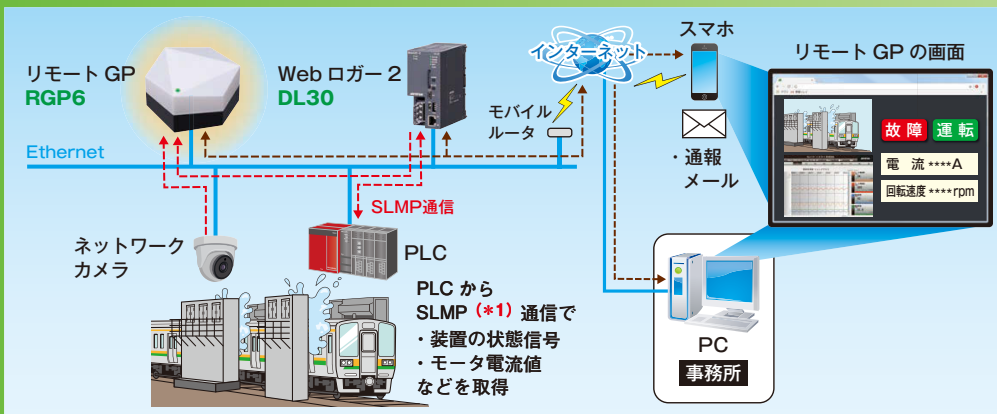 リモート GP
RGP6
Web ロガー 2
DL30
インターネット
スマホ
リモート GP の画面
モバイル
ルータ
Ethernet
・通報
メール
故障 運転
電　流 ****A
回転速度 ****rpm
SLMP通信
ネットワーク
カメラ
PLC
PLC から
SLMP (*1) 通信で
・装置の状態信号
・モータ電流値
などを取得
PC
事務所